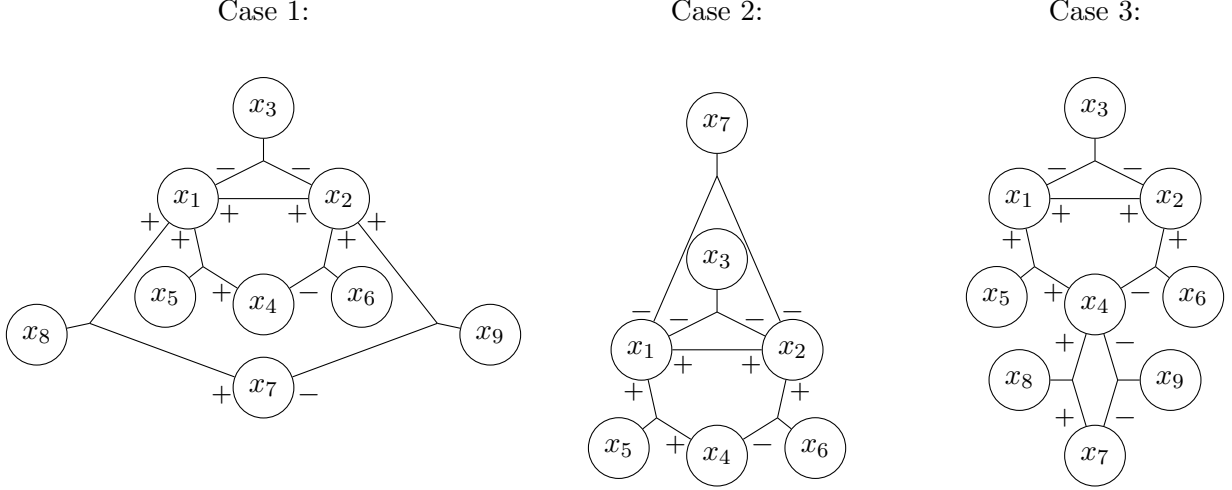 Case 1:
Case 2:
Case 3:
x₃
− −
x₁ x₂
+ +
+ +
+ +
x₅ + x₄ − x₆
x₈ x₉
+ x₇ −
x₇
x₃
− −
− −
x₁ x₂
+ +
+ +
x₅ + x₄ − x₆
x₃
− −
x₁ x₂
+ +
+ +
x₅ + x₄ − x₆
+ −
x₈ x₉
+ −
x₇